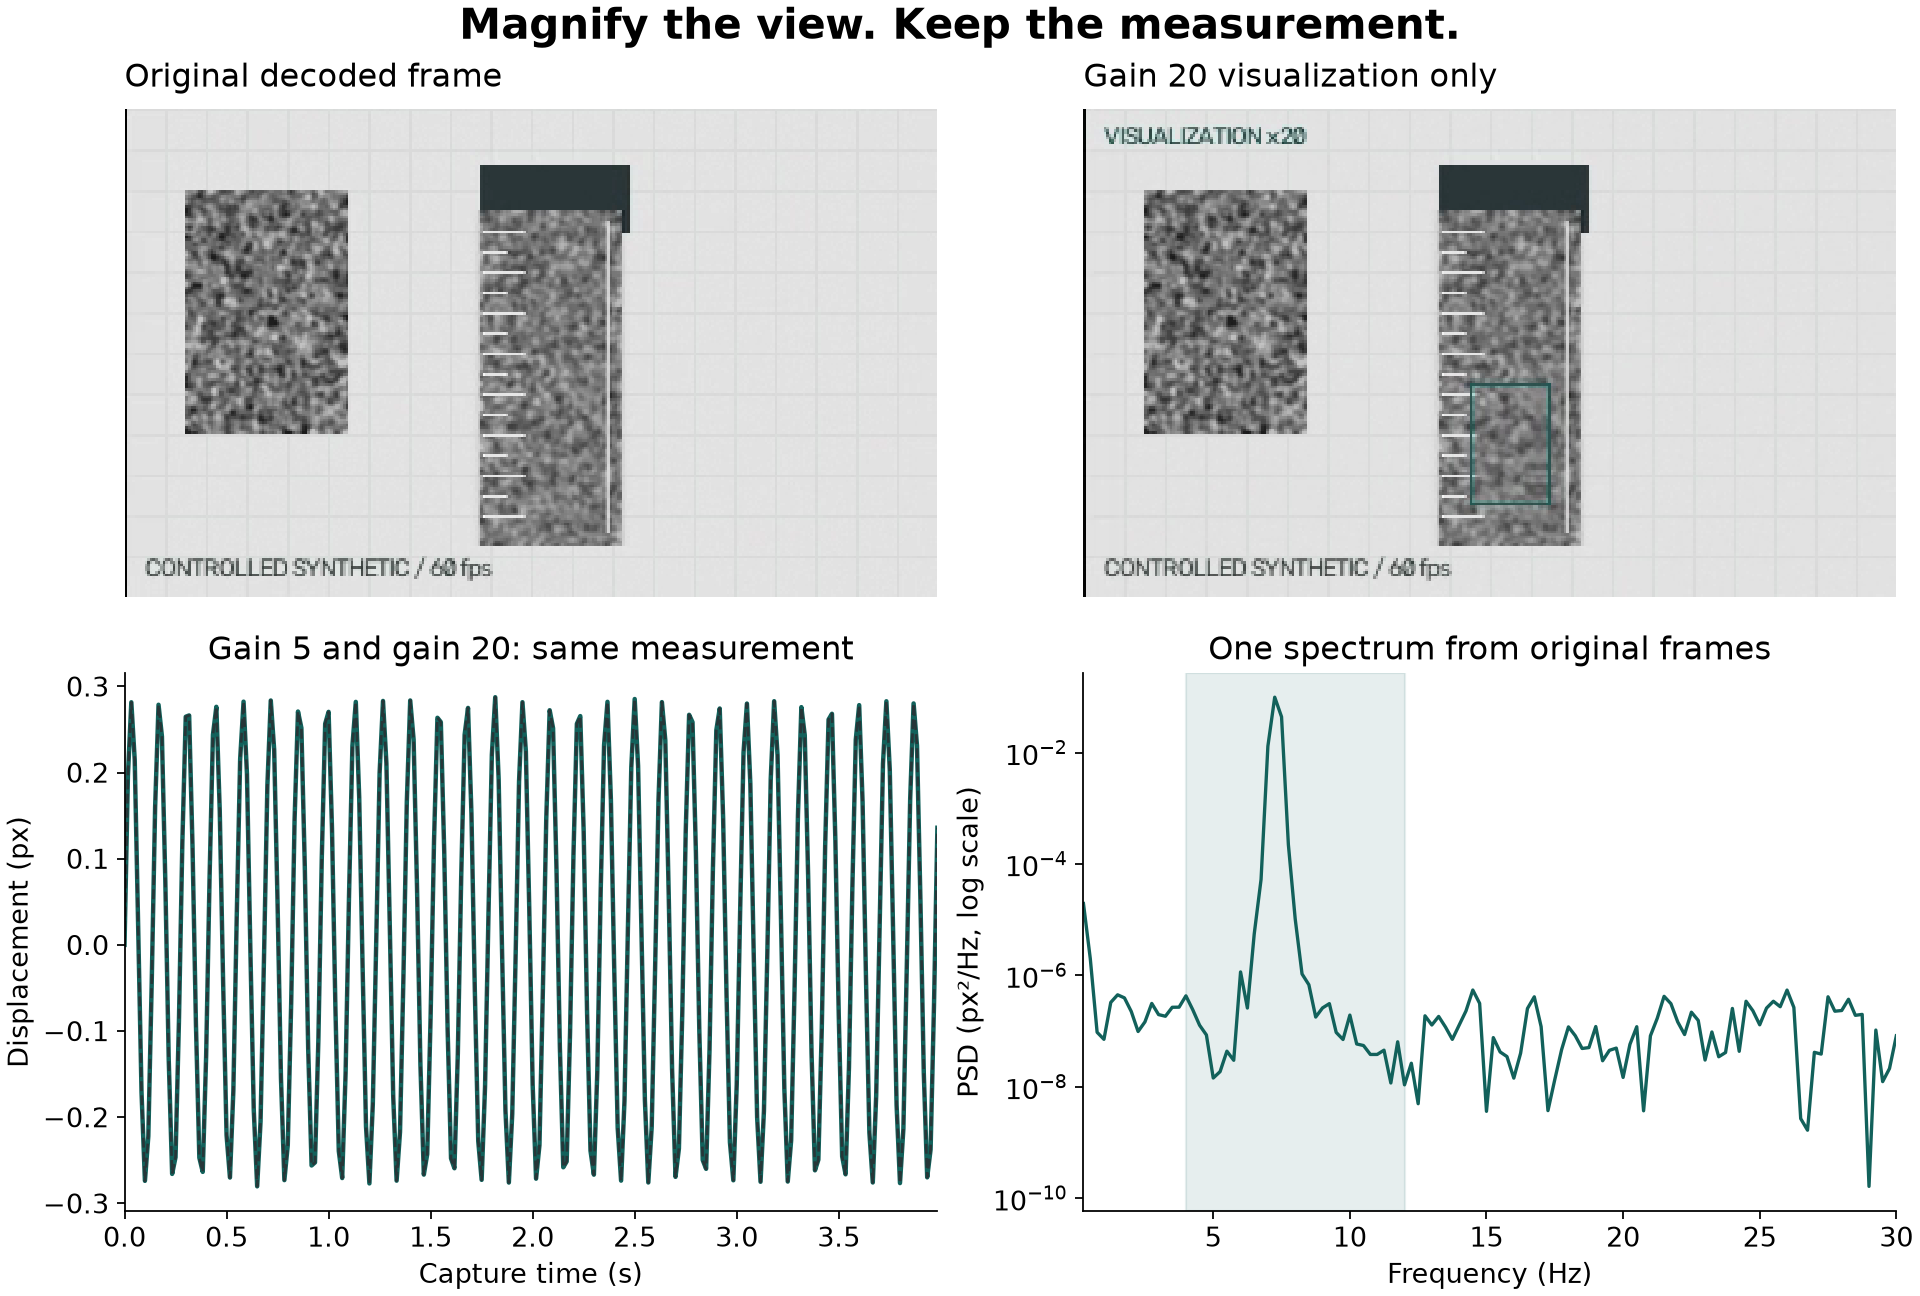 Magnify the view. Keep the measurement.
Original decoded frame
CONTROLLED SYNTHETIC / 60 fps
Gain 20 visualization only
VISUALIZATION x20
CONTROLLED SYNTHETIC / 60 fps
Gain 5 and gain 20: same measurement
Displacement (px)
0.3
0.2
0.1
0.0
−0.1
−0.2
−0.3
0.0 0.5 1.0 1.5 2.0 2.5 3.0 3.5
Capture time (s)
One spectrum from original frames
PSD (px²/Hz, log scale)
10⁻²
10⁻⁴
10⁻⁶
10⁻⁸
10⁻¹⁰
5 10 15 20 25 30
Frequency (Hz)